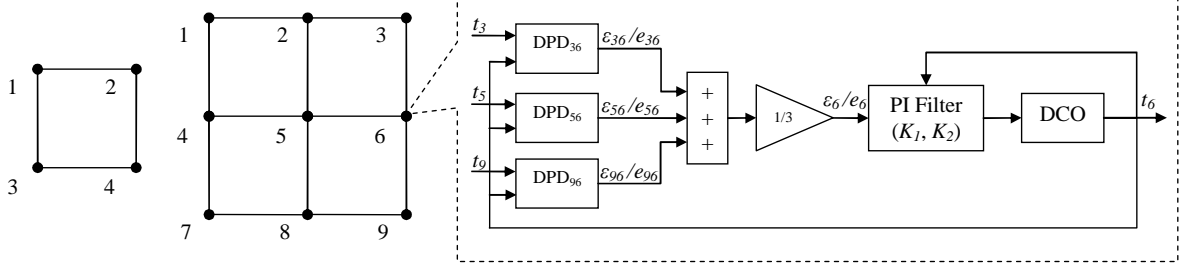 1 2
3 4
1 2 3
4 5 6
7 8 9
t3
DPD36
ε36/e36
t5
DPD56
ε56/e56
t9
DPD96
ε96/e96
+
+
+
1/3
ε6/e6
PI Filter
(K1, K2)
DCO
t6